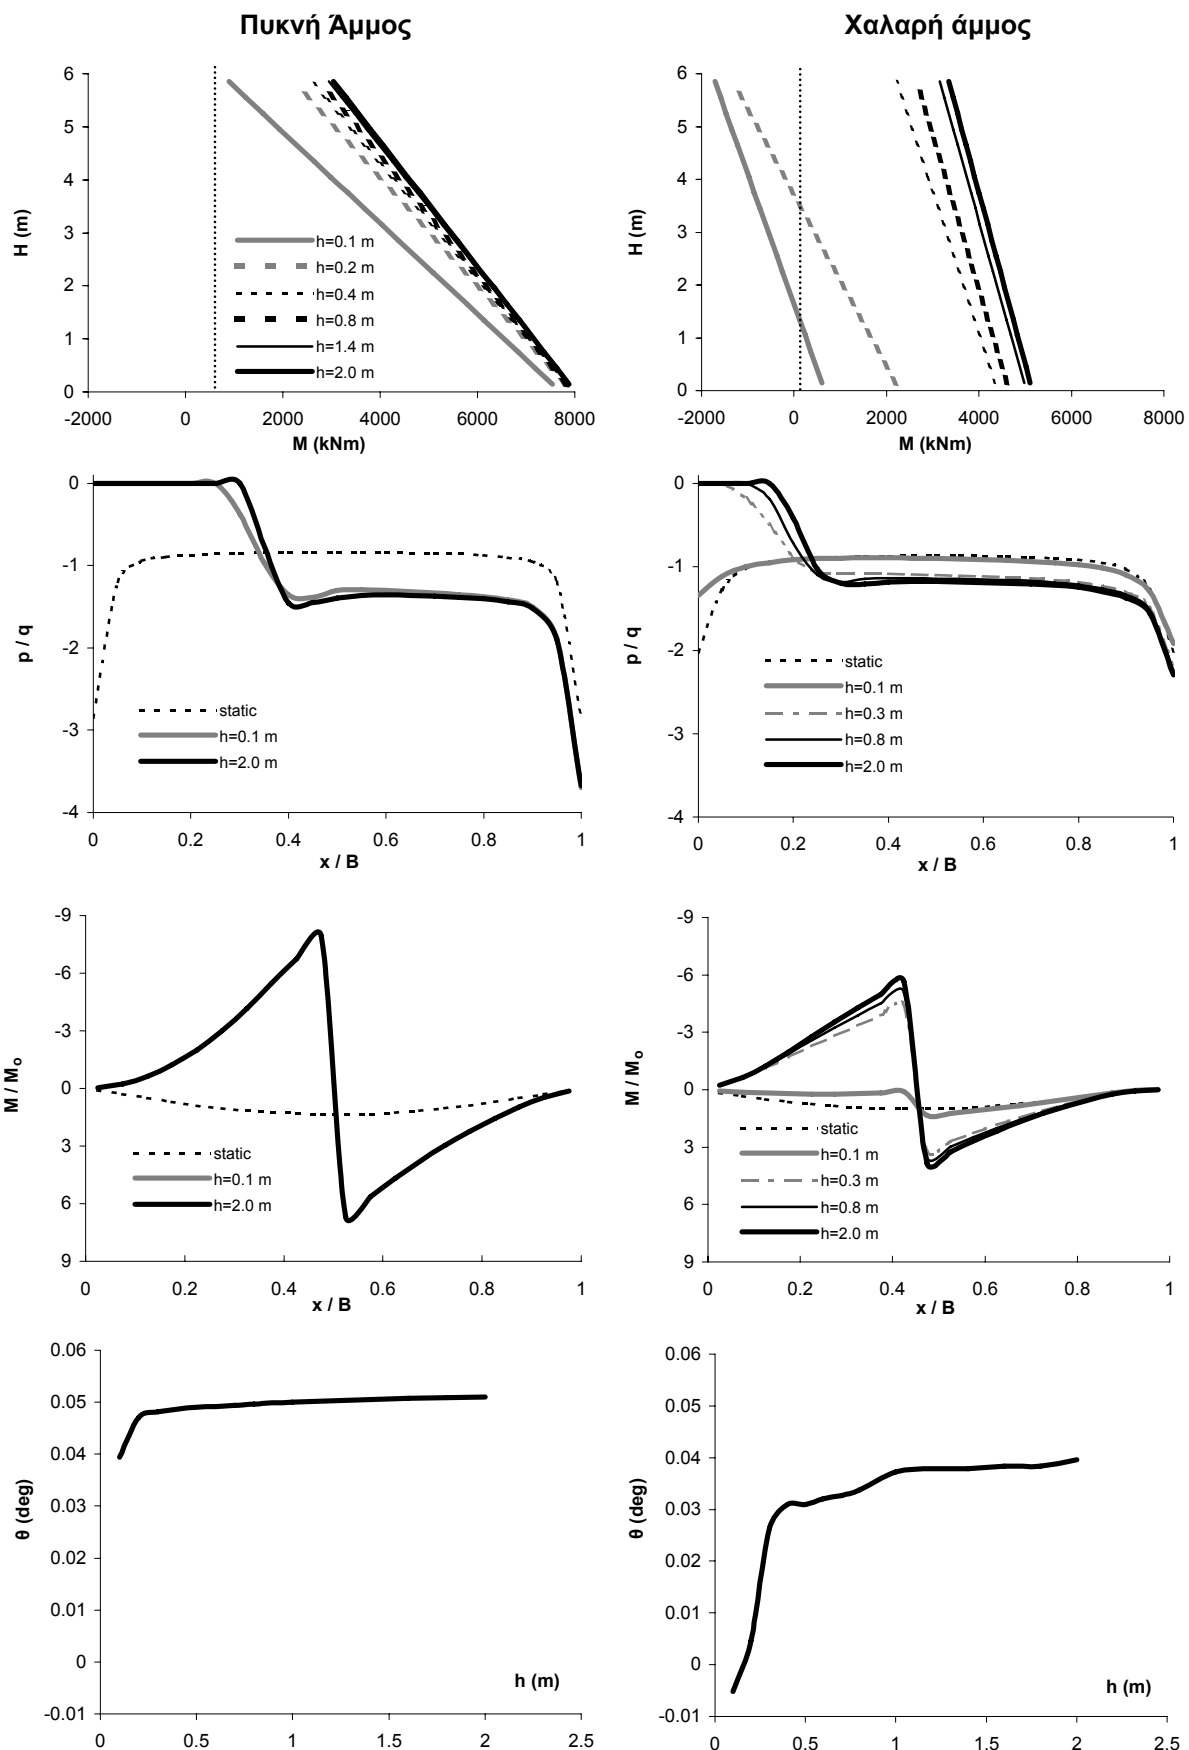 Πυκνή Άμμος
Χαλαρή άμμος
6
5
4
3
2
1
0
H (m)
h=0.1 m
h=0.2 m
h=0.4 m
h=0.8 m
h=1.4 m
h=2.0 m
-2000
0
2000
4000
6000
8000
M (kNm)
6
5
4
3
2
1
0
H (m)
-2000
0
2000
4000
6000
8000
M (kNm)
0
-1
-2
-3
-4
p / q
static
h=0.1 m
h=2.0 m
0
0.2
0.4
0.6
0.8
1
x / B
0
-1
-2
-3
-4
p / q
static
h=0.1 m
h=0.3 m
h=0.8 m
h=2.0 m
0
0.2
0.4
0.6
0.8
1
x / B
-9
-6
-3
0
3
6
9
M / Mo
static
h=0.1 m
h=2.0 m
0
0.2
0.4
0.6
0.8
1
x / B
-9
-6
-3
0
3
6
9
M / Mo
static
h=0.1 m
h=0.3 m
h=0.8 m
h=2.0 m
0
0.2
0.4
0.6
0.8
1
x / B
0.06
0.05
0.04
0.03
0.02
0.01
0
-0.01
θ (deg)
h (m)
0
0.5
1
1.5
2
2.5
0.06
0.05
0.04
0.03
0.02
0.01
0
-0.01
θ (deg)
h (m)
0
0.5
1
1.5
2
2.5